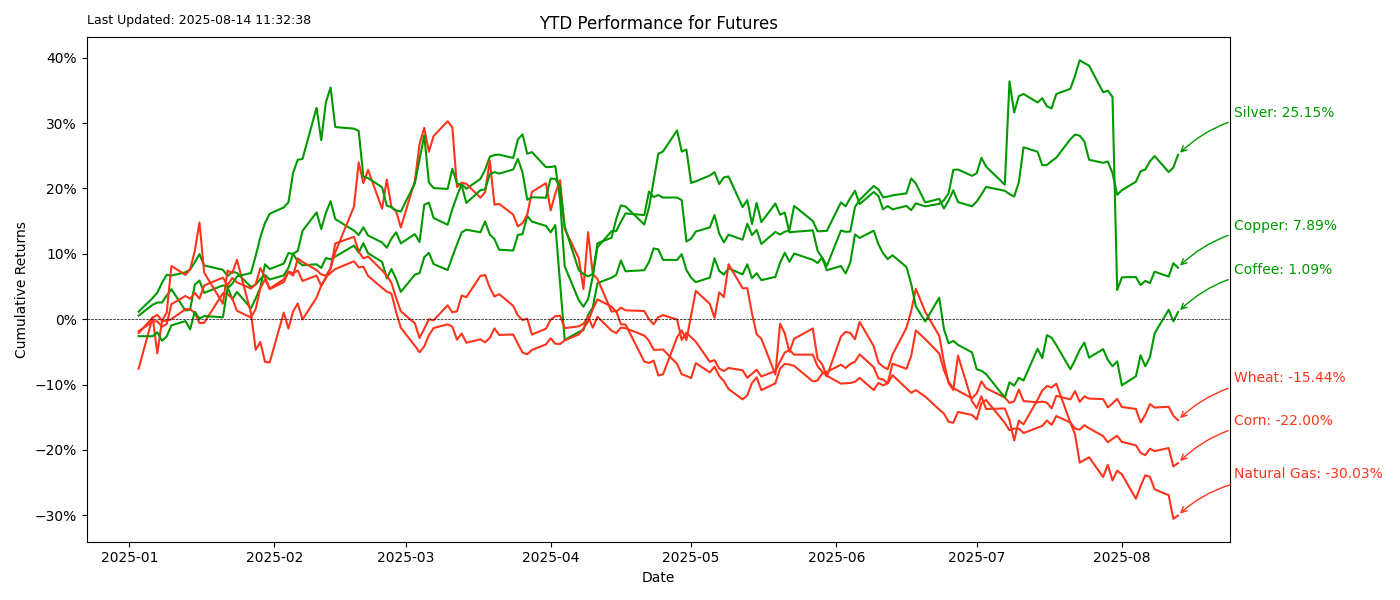 Last Updated: 2025-08-14 11:32:38
YTD Performance for Futures
40%
30%
20%
10%
0%
−10%
−20%
−30%
Cumulative Returns
Silver: 25.15%
Copper: 7.89%
Coffee: 1.09%
Wheat: -15.44%
Corn: -22.00%
Natural Gas: -30.03%
2025-01 2025-02 2025-03 2025-04 2025-05 2025-06 2025-07 2025-08
Date